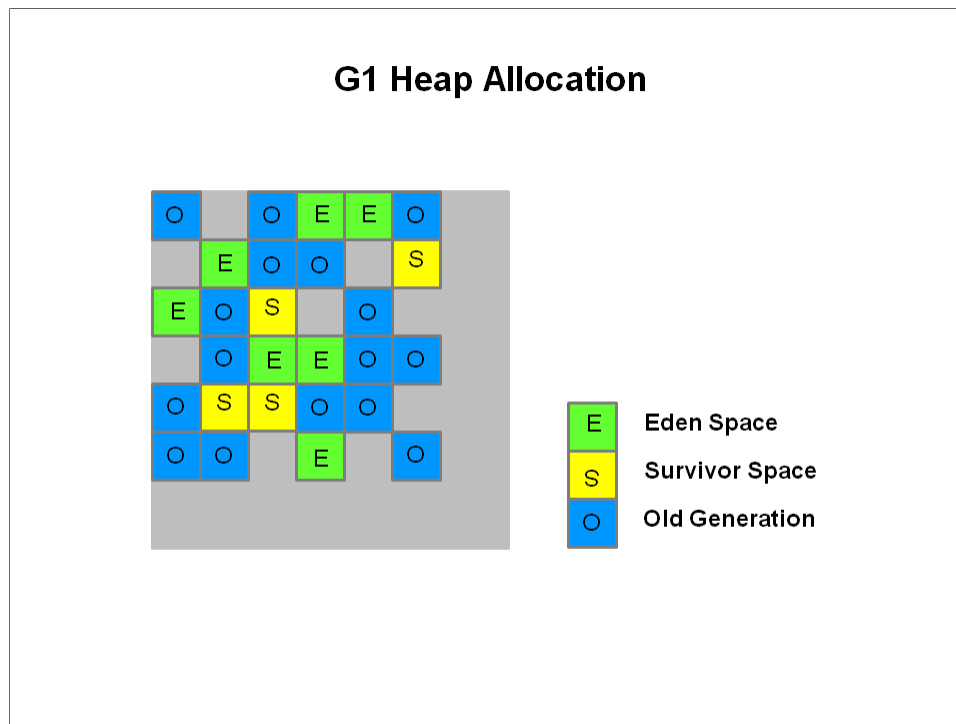 G1 Heap Allocation
O O E E O
E O O S
E O S O
O E E O O
O S S O O
O O E O
E Eden Space
S Survivor Space
O Old Generation